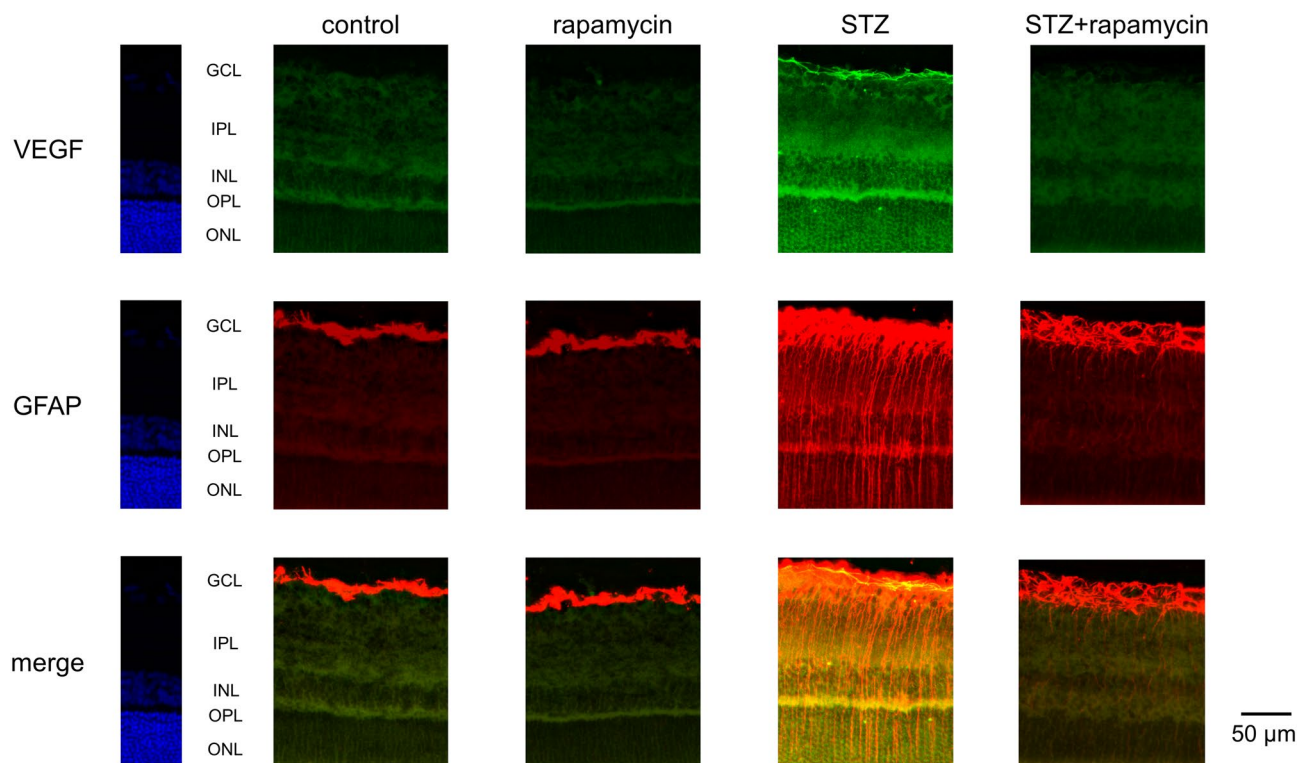 control rapamycin STZ STZ+rapamycin
VEGF
GCL
IPL
INL
OPL
ONL
GFAP
GCL
IPL
INL
OPL
ONL
merge
GCL
IPL
INL
OPL
ONL
50 µm